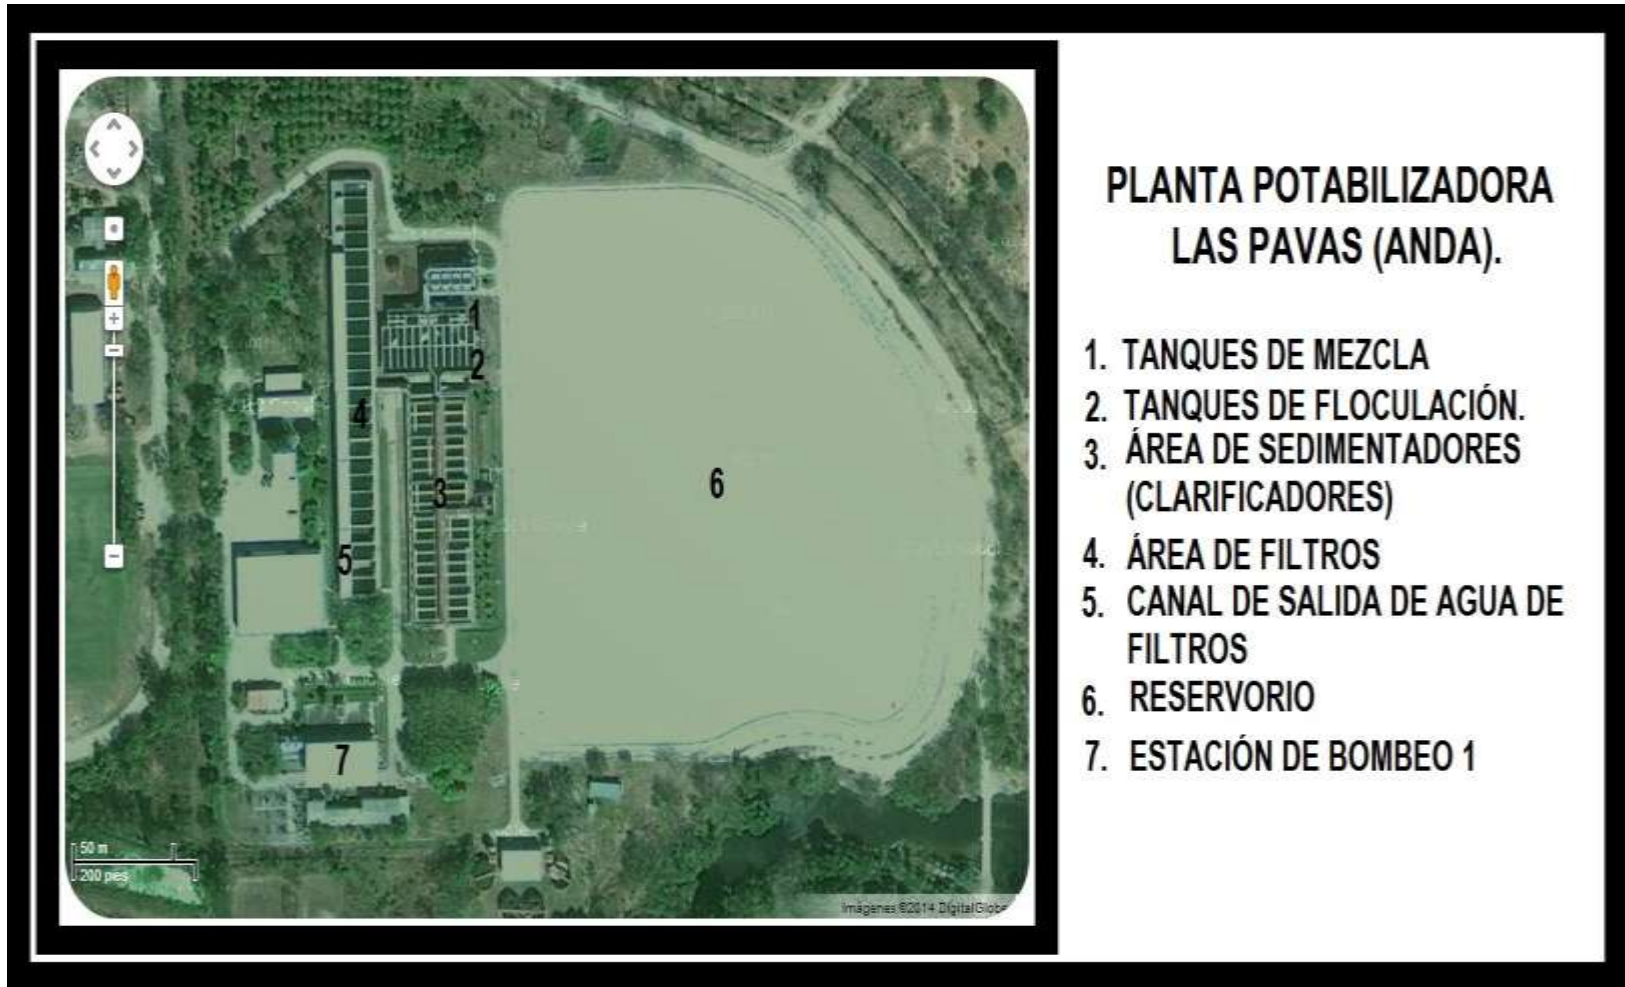 PLANTA POTABILIZADORA
LAS PAVAS (ANDA).
1. TANQUES DE MEZCLA
2. TANQUES DE FLOCULACIÓN.
3. ÁREA DE SEDIMENTADORES
(CLARIFICADORES)
4. ÁREA DE FILTROS
5. CANAL DE SALIDA DE AGUA DE
FILTROS
6. RESERVORIO
7. ESTACIÓN DE BOMBEO 1
1
2
4
3
6
5
7
50 m
200 pies
Imágenes ©2014 DigitalGlobe